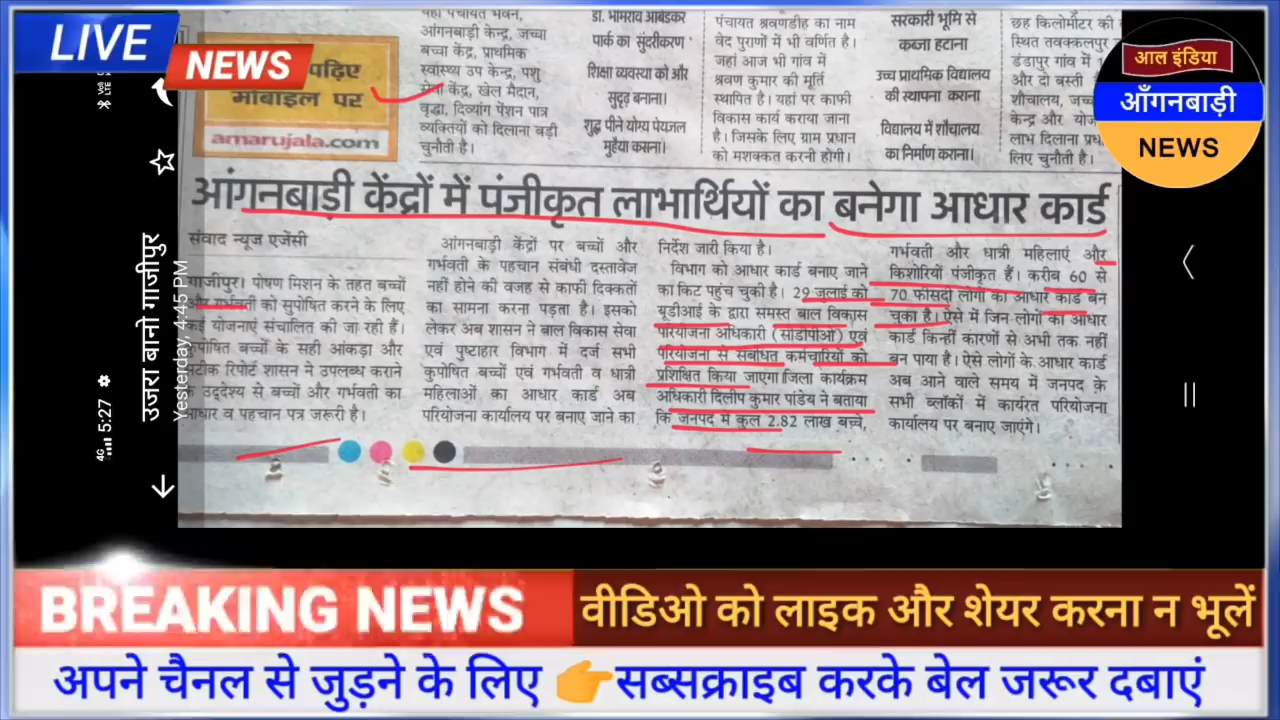 LIVE
NEWS
आल इंडिया
आँगनबाड़ी
NEWS
पढ़िए
मोबाइल पर
amarujala.com
यहां पंचायत भवन,
आंगनबाड़ी केन्द्र, जच्चा
बच्चा केंद्र, प्राथमिक
स्वास्थ्य उप केन्द्र, पशु
सेवा केंद्र, खेल मैदान,
वृद्धा, दिव्यांग पेंशन पात्र
व्यक्तियों को दिलाना बड़ी
चुनौती है।
डा. भीमराव आंबेडकर
पार्क का सुंदरीकरण
शिक्षा व्यवस्था को और
सुदृढ़ बनाना।
शुद्ध पीने योग्य पेयजल
मुहैया कराना।
पंचायत श्रवणडीह का नाम
वेद पुराणों में भी वर्णित है।
जहां आज भी गांव में
श्रवण कुमार की मूर्ति
स्थापित है। यहां पर काफी
विकास कार्य कराया जाना
है। जिसके लिए ग्राम प्रधान
को मशक्कत करनी होगी।
सरकारी भूमि से
कब्जा हटाना
उच्च प्राथमिक विद्यालय
की स्थापना कराना
विद्यालय में शौचालय
का निर्माण कराना।
छह किलोमीटर की
स्थित तवक्कलपुर
डंडापुर गांव में
और दो बस्ती
शौचालय, जच्
केन्द्र और
लाभ दिलाना
लिए चुनौती है।
आंगनबाड़ी केंद्रों में पंजीकृत लाभार्थियों का बनेगा आधार कार्ड
संवाद न्यूज एजेंसी
गाजीपुर। पोषण मिशन के तहत बच्चों
और गर्भवती को सुपोषित करने के लिए
कई योजनाएं संचालित की जा रही हैं।
कुपोषित बच्चों के सही आंकड़ा और
सटीक रिपोर्ट शासन ने उपलब्ध कराने
के उद्देश्य से बच्चों और गर्भवती का
आधार व पहचान पत्र जरूरी है।
आंगनबाड़ी केंद्रों पर बच्चों और
गर्भवती के पहचान संबंधी दस्तावेज
नहीं होने की वजह से काफी दिक्कतों
का सामना करना पड़ता है। इसको
लेकर अब शासन ने बाल विकास सेवा
एवं पुष्टाहार विभाग में दर्ज सभी
कुपोषित बच्चों एवं गर्भवती व धात्री
महिलाओं का आधार कार्ड अब
परियोजना कार्यालय पर बनाए जाने का
निर्देश जारी किया है।
विभाग को आधार कार्ड बनाए जाने
का किट पहुंच चुकी है। 29 जुलाई को
यूडीआई के द्वारा समस्त बाल विकास
परियोजना अधिकारी (सीडीपीओ) एवं
परियोजना से संबंधित कर्मचारियों को
प्रशिक्षित किया जाएगा।जिला कार्यक्रम
अधिकारी दिलीप कुमार पांडेय ने बताया
कि जनपद में कुल 2.82 लाख बच्चे,
गर्भवती और धात्री महिलाएं और
किशोरियों पंजीकृत हैं। करीब 60 से
70 फीसदी लोगों का आधार कार्ड बन
चुका है। ऐसे में जिन लोगों का आधार
कार्ड किन्हीं कारणों से अभी तक नहीं
बन पाया है। ऐसे लोगों के आधार कार्ड
अब आने वाले समय में जनपद के
सभी ब्लॉकों में कार्यरत परियोजना
कार्यालय पर बनाए जाएंगे।
उजरा बानो गाजीपुर
Yesterday, 4:45 PM
4G 5:27
BREAKING NEWS
वीडिओ को लाइक और शेयर करना न भूलें
अपने चैनल से जुड़ने के लिए 👉सब्सक्राइब करके बेल जरूर दबाएं